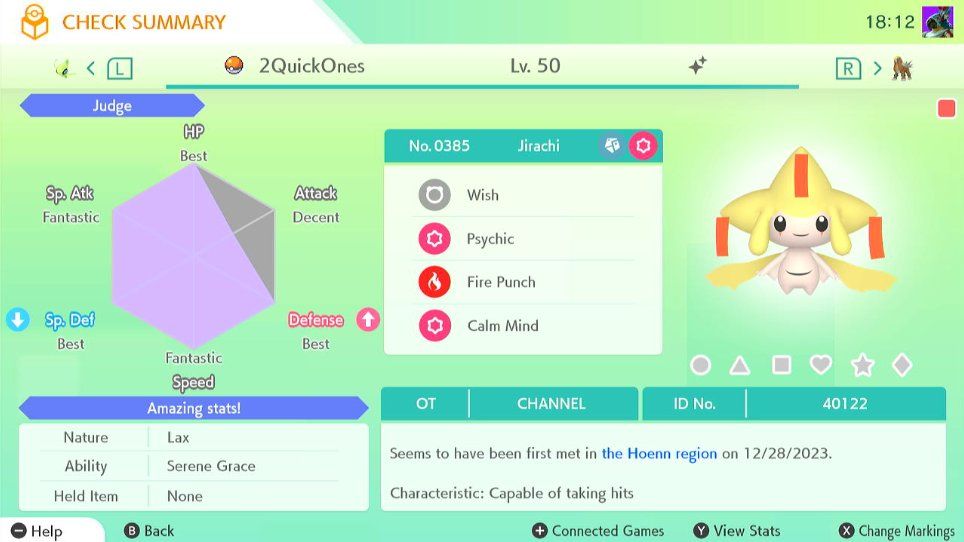 CHECK SUMMARY
18:12
L
2QuickOnes
Lv. 50
R
Judge
HP
Best
Sp. Atk
Fantastic
Attack
Decent
Sp. Def
Best
Defense
Best
Fantastic
Speed
Amazing stats!
Nature Lax
Ability Serene Grace
Held Item None
No. 0385 Jirachi
Wish
Psychic
Fire Punch
Calm Mind
OT CHANNEL ID No. 40122
Seems to have been first met in the Hoenn region on 12/28/2023.
Characteristic: Capable of taking hits
Help
B Back
Connected Games
Y View Stats
X Change Markings